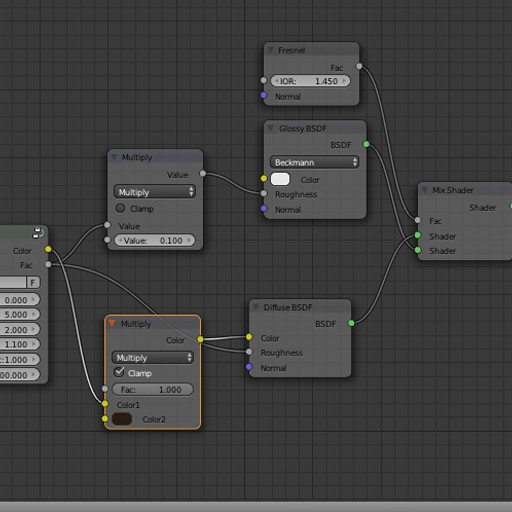 Fresnel
Fac
IOR: 1.450
Normal
Glossy BSDF
BSDF
Beckmann
Color
Roughness
Normal
Multiply
Value
Multiply
Clamp
Value
Value: 0.100
Mix Shader
Shader
Fac
Shader
Shader
Color
Fac
F
0.000
5.000
2.000
1.100
:1.000
00.000
Multiply
Color
Multiply
Clamp
Fac: 1.000
Color1
Color2
Diffuse BSDF
BSDF
Color
Roughness
Normal